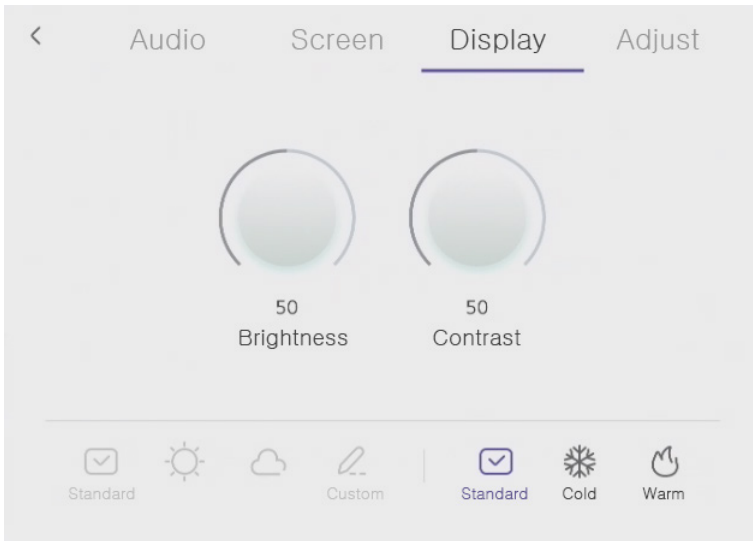 Audio Screen Display Adjust
50 50
Brightness Contrast
Standard Custom Standard Cold Warm